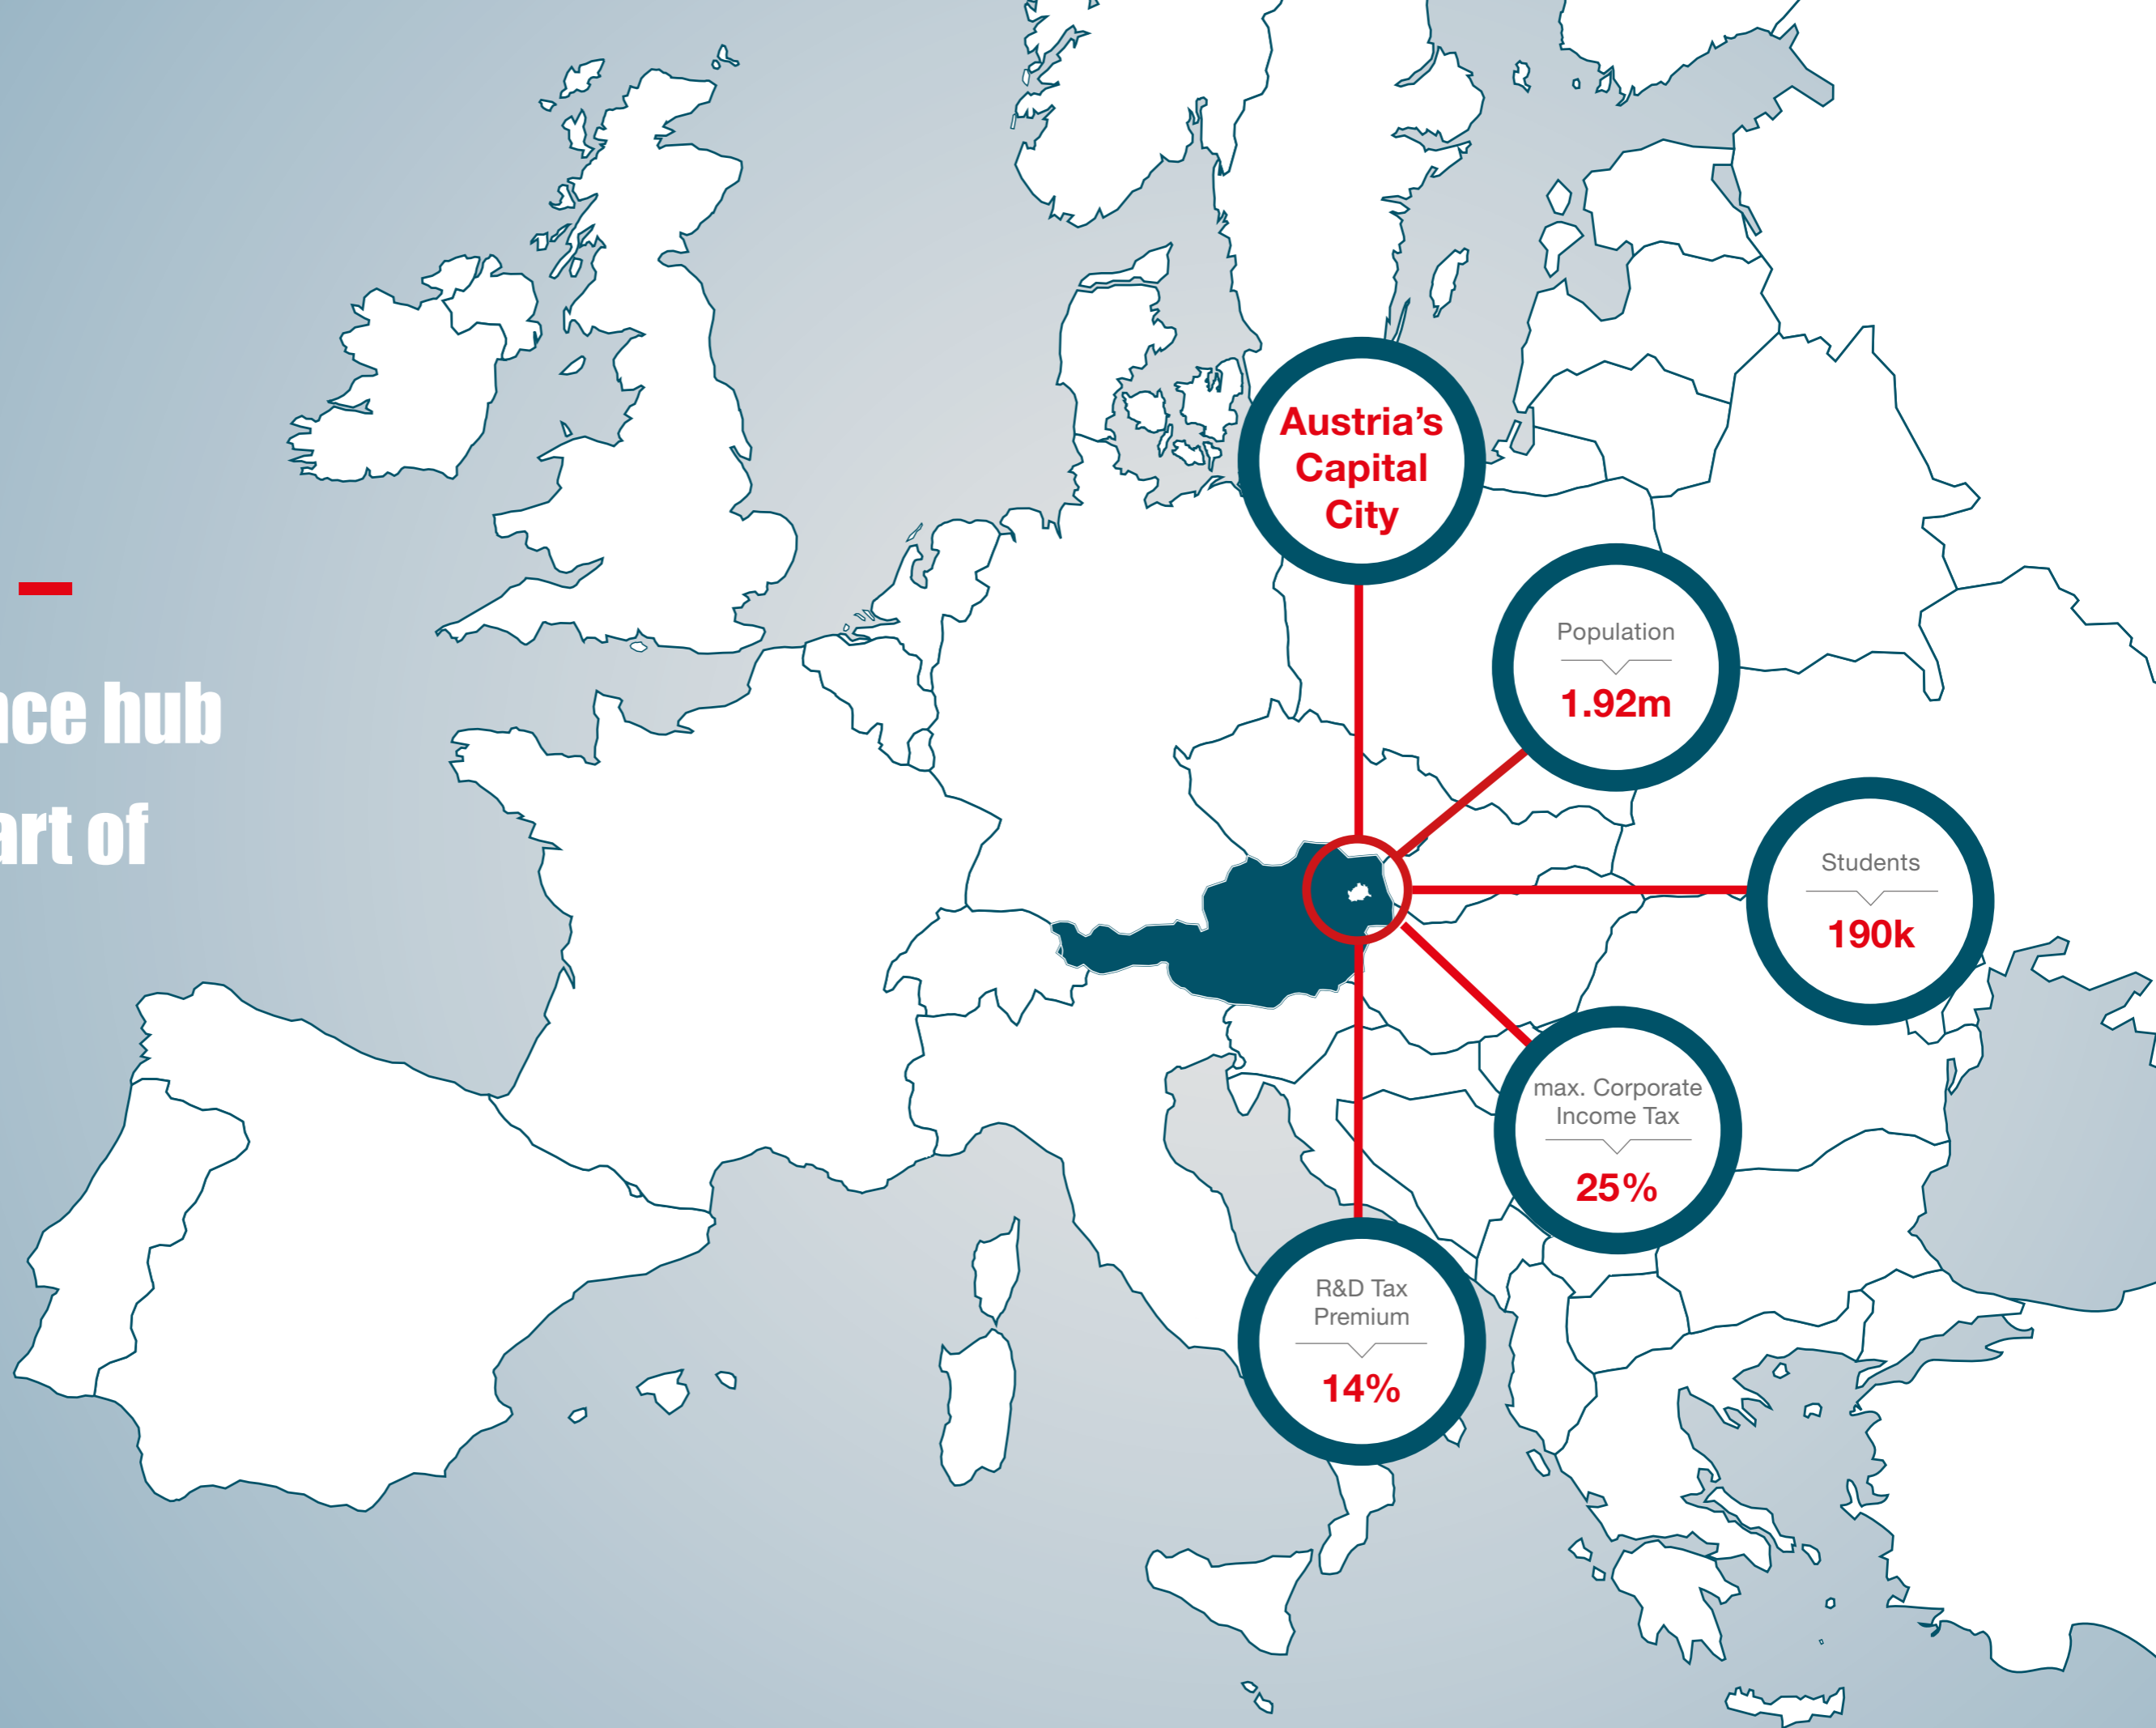 hub
art of
Austria’s
Capital
City
Population
1.92m
Students
190k
max. Corporate
Income Tax
25%
R&D Tax
Premium
14%